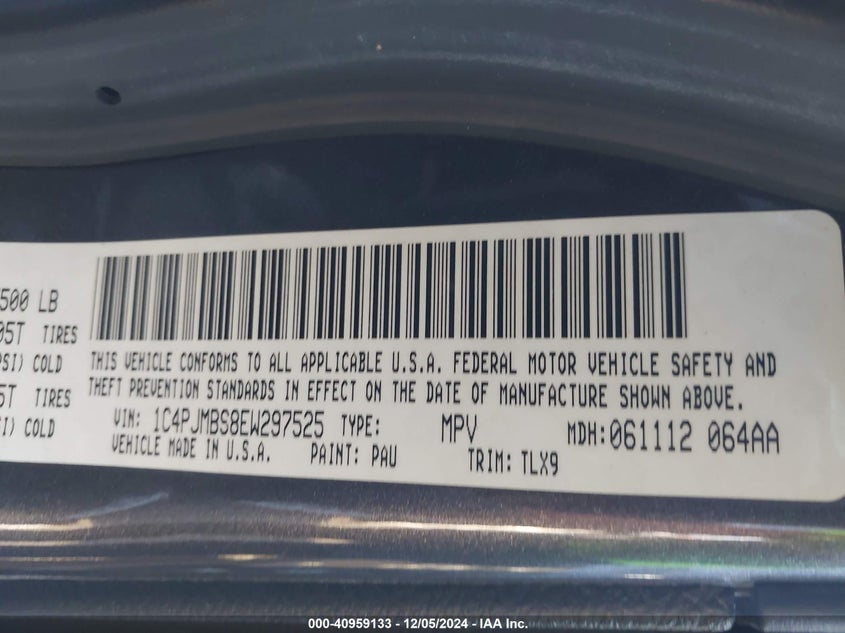 500 LB
05T TIRES
PSI) COLD
5T TIRES
I) COLD
THIS VEHICLE CONFORMS TO ALL APPLICABLE U.S.A. FEDERAL MOTOR VEHICLE SAFETY AND
THEFT PREVENTION STANDARDS IN EFFECT ON THE DATE OF MANUFACTURE SHOWN ABOVE.
VIN: 1C4PJMBS8EW297525 TYPE: MPV MDH:061112 064AA
VEHICLE MADE IN U.S.A. PAINT: PAU TRIM: TLX9
000-40959133 - 12/05/2024 - IAA Inc.